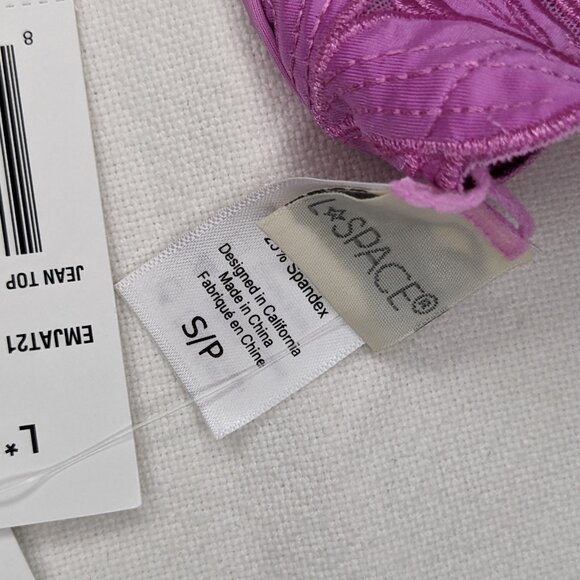 L*SPACE®
25% Spandex
Designed in California
Made in China
Fabriqué en Chine
S/P
8
JEAN TOP
EMJAT21
L*